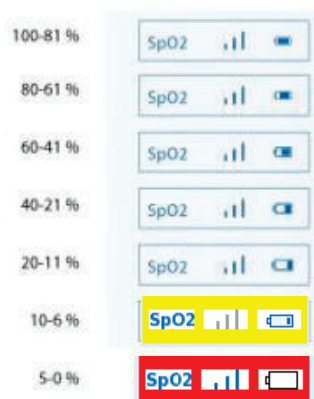 100-81 % SpO2
80-61 % SpO2
60-41 % SpO2
40-21 % SpO2
20-11 % SpO2
10-6 % SpO2
5-0 % SpO2